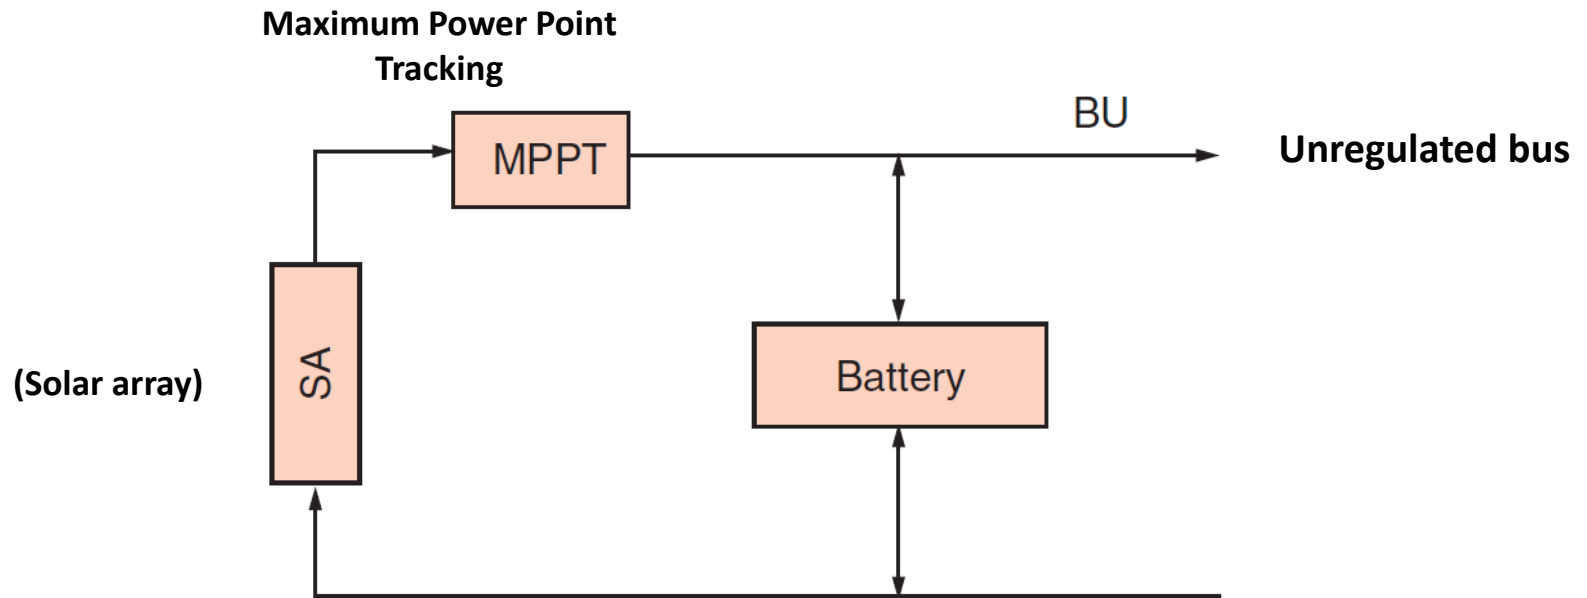 Maximum Power Point
Tracking
BU
MPPT
Unregulated bus
SA
(Solar array)
Battery